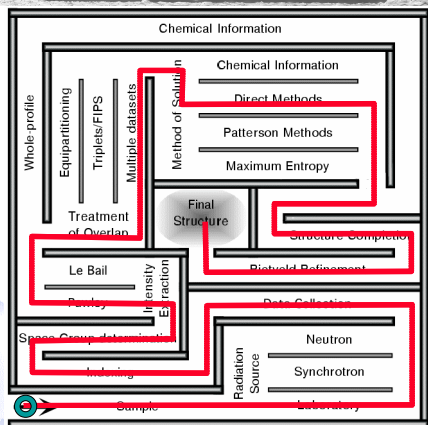 Chemical Information
Whole-profile
Equipartitioning
Triplets/FIPS
Multiple datasets
Method of Solution
Chemical Information
Direct Methods
Patterson Methods
Maximum Entropy
Final
Structure
Treatment
of Overlap
Structure Completion
Rietveld Refinement
Le Bail
Pawley
Intensity
Extraction
Data Collection
Space Group determination
Indexing
Radiation
Source
Neutron
Synchrotron
Laboratory
Sample